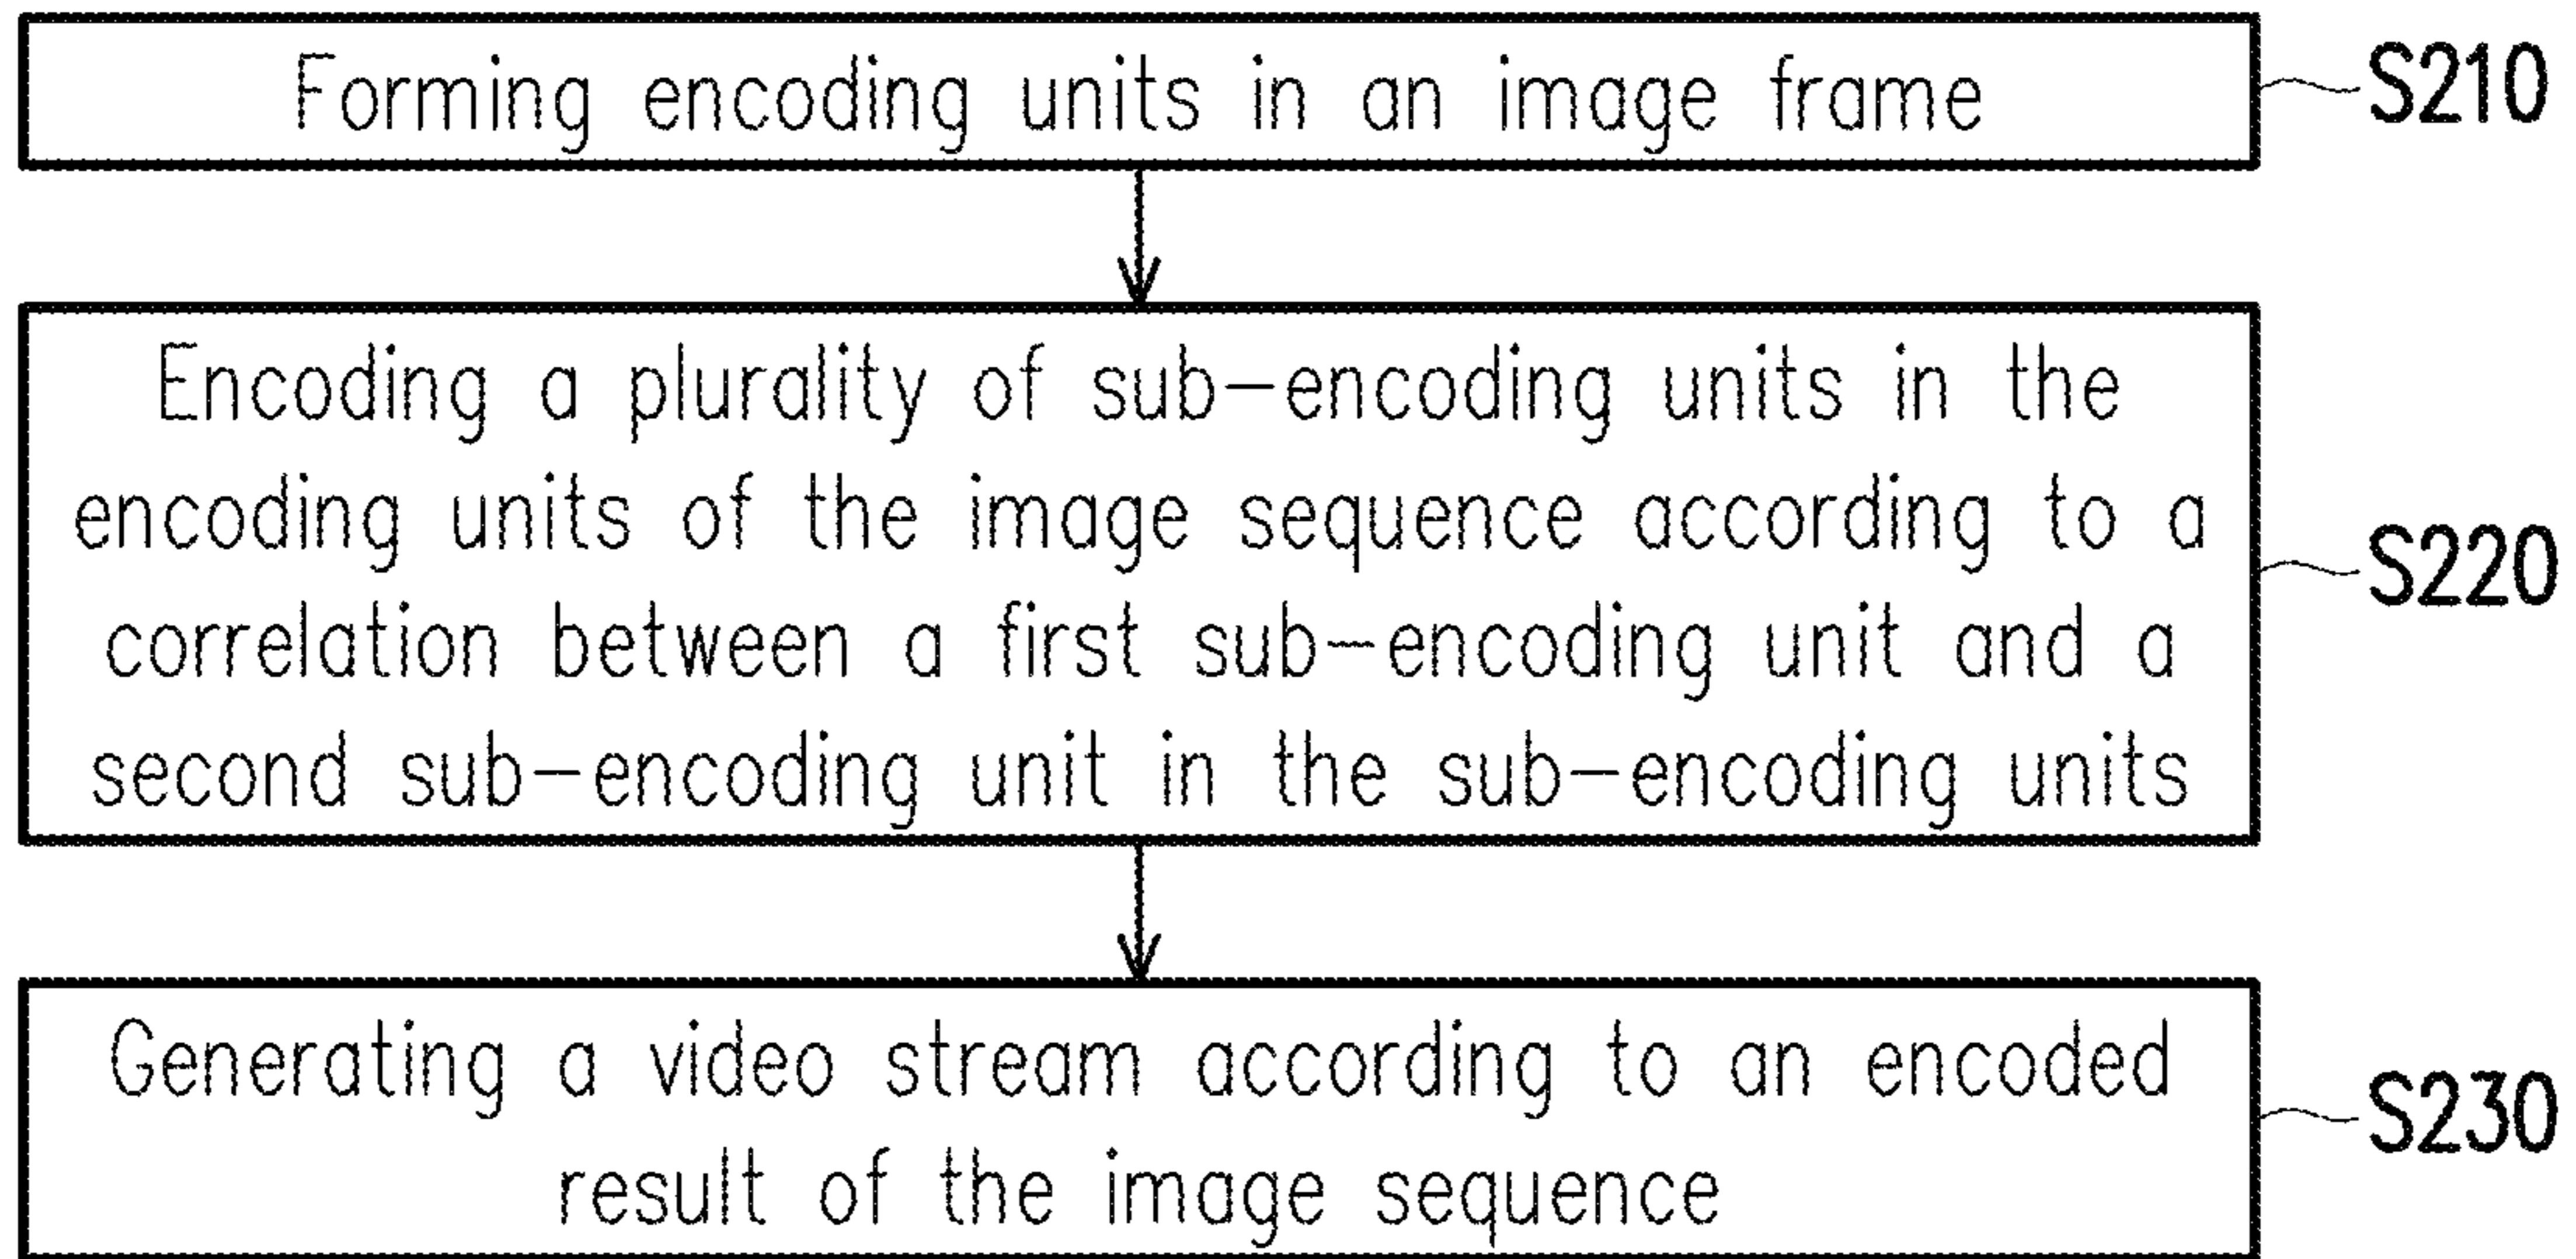 Forming encoding units in an image frame
S210
Encoding a plurality of sub-encoding units in the
encoding units of the image sequence according to a
correlation between a first sub-encoding unit and a
second sub-encoding unit in the sub-encoding units
S220
Generating a video stream according to an encoded
result of the image sequence
S230